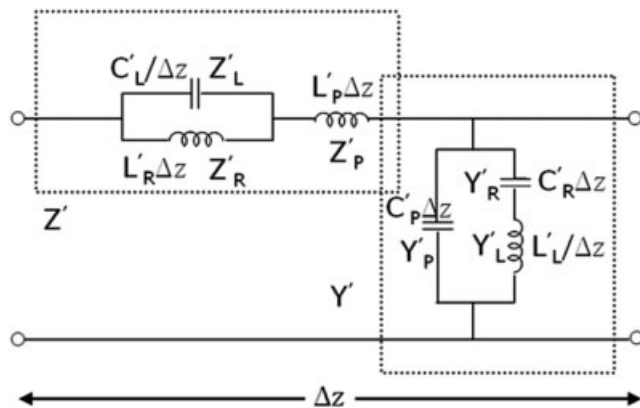 C′L/Δz Z′L
L′PΔz
L′RΔz Z′R
Z′P
Z′
Y′R C′RΔz
C′PΔz
Y′P Y′L L′L/Δz
Y′
Δz